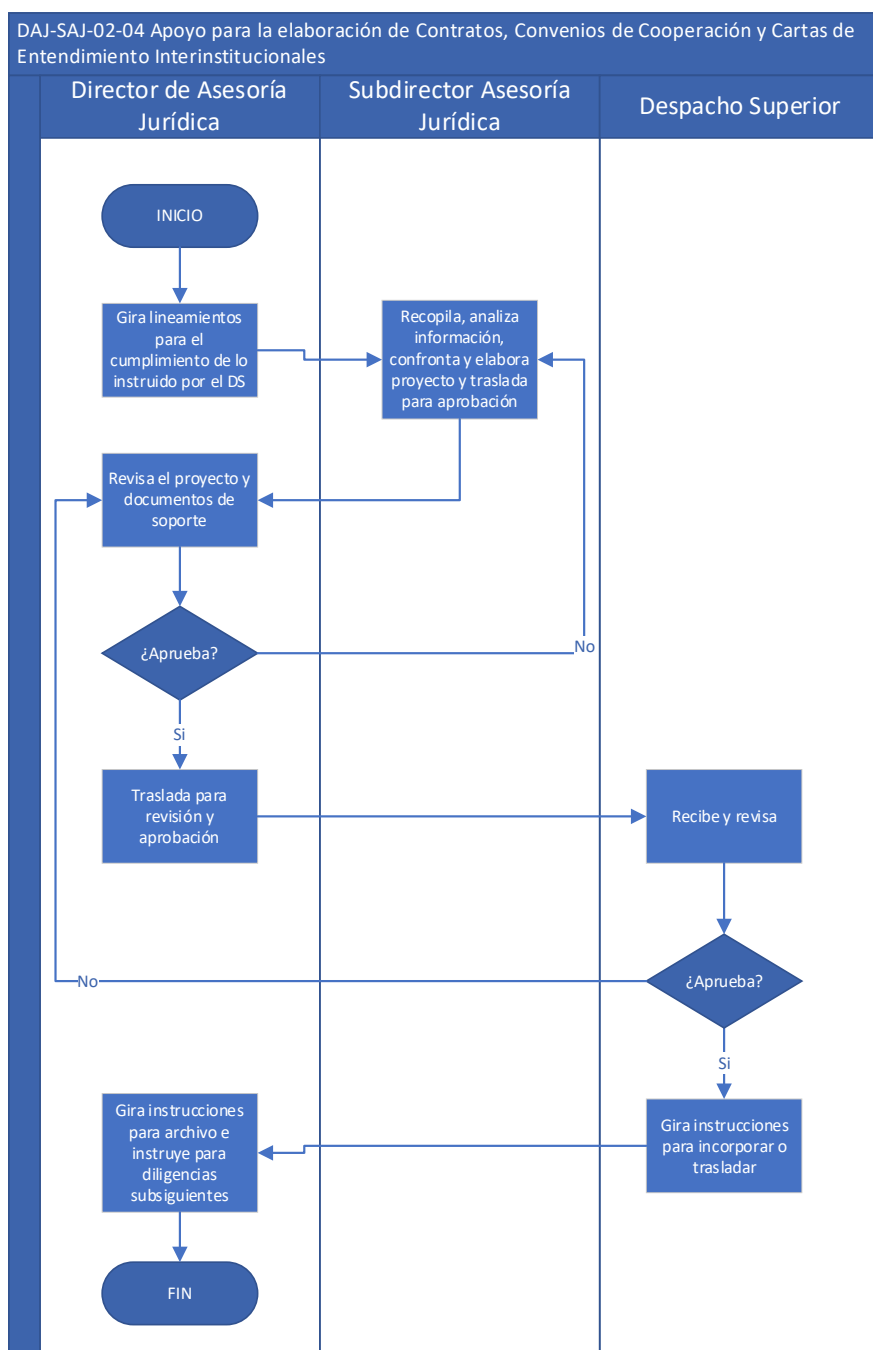 DAJ-SAJ-02-04 Apoyo para la elaboración de Contratos, Convenios de Cooperación y Cartas de
Entendimiento Interinstitucionales
Director de Asesoría
Jurídica
Subdirector Asesoría
Jurídica
Despacho Superior
INICIO
Gira lineamientos
para el
cumplimiento de lo
instruido por el DS
Recopila, analiza
información,
confronta y elabora
proyecto y traslada
para aprobación
Revisa el proyecto y
documentos de
soporte
¿Aprueba?
No
Si
Traslada para
revisión y
aprobación
Recibe y revisa
¿Aprueba?
No
Si
Gira instrucciones
para incorporar o
trasladar
Gira instrucciones
para archivo e
instruye para
diligencias
subsiguientes
FIN